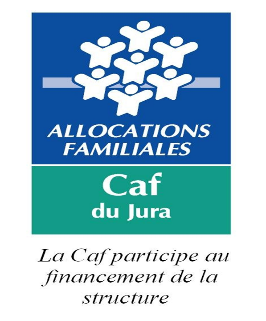 ALLOCATIONS
FAMILIALES
Caf
du Jura
La Caf participe au
financement de la
structure